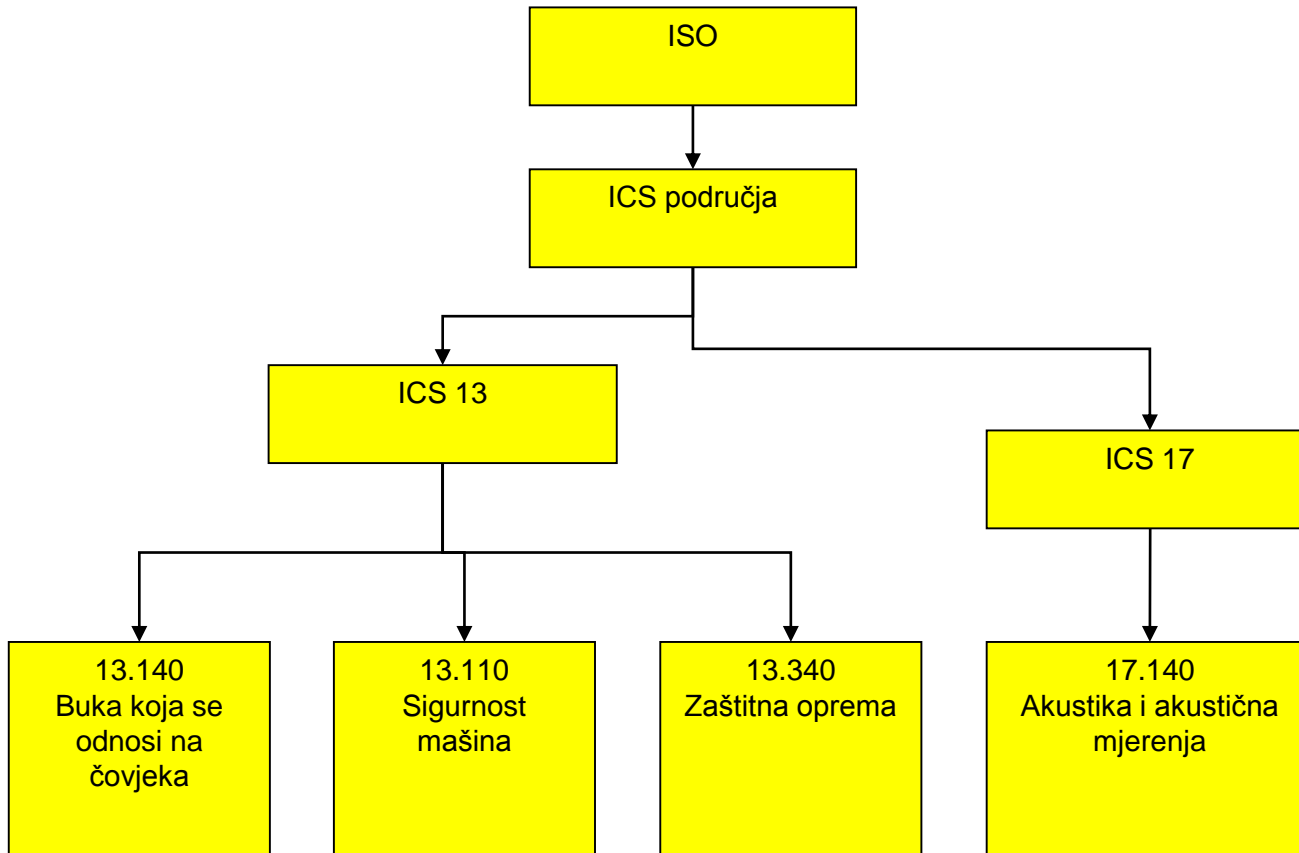 ISO
ICS područja
ICS 13
ICS 17
13.140
Buka koja se
odnosi na
čovjeka
13.110
Sigurnost
mašina
13.340
Zaštitna oprema
17.140
Akustika i akustična
mjerenja